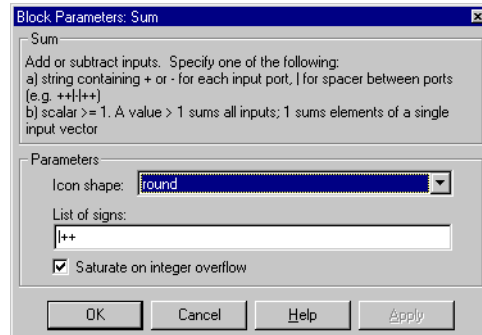 Block Parameters: Sum
Sum
Add or subtract inputs.  Specify one of the following:
a) string containing + or - for each input port, | for spacer between ports
(e.g. ++|-|++)
b) scalar >= 1. A value > 1 sums all inputs; 1 sums elements of a single
input vector
Parameters
Icon shape: round
List of signs:
|++
Saturate on integer overflow
OK Cancel Help Apply